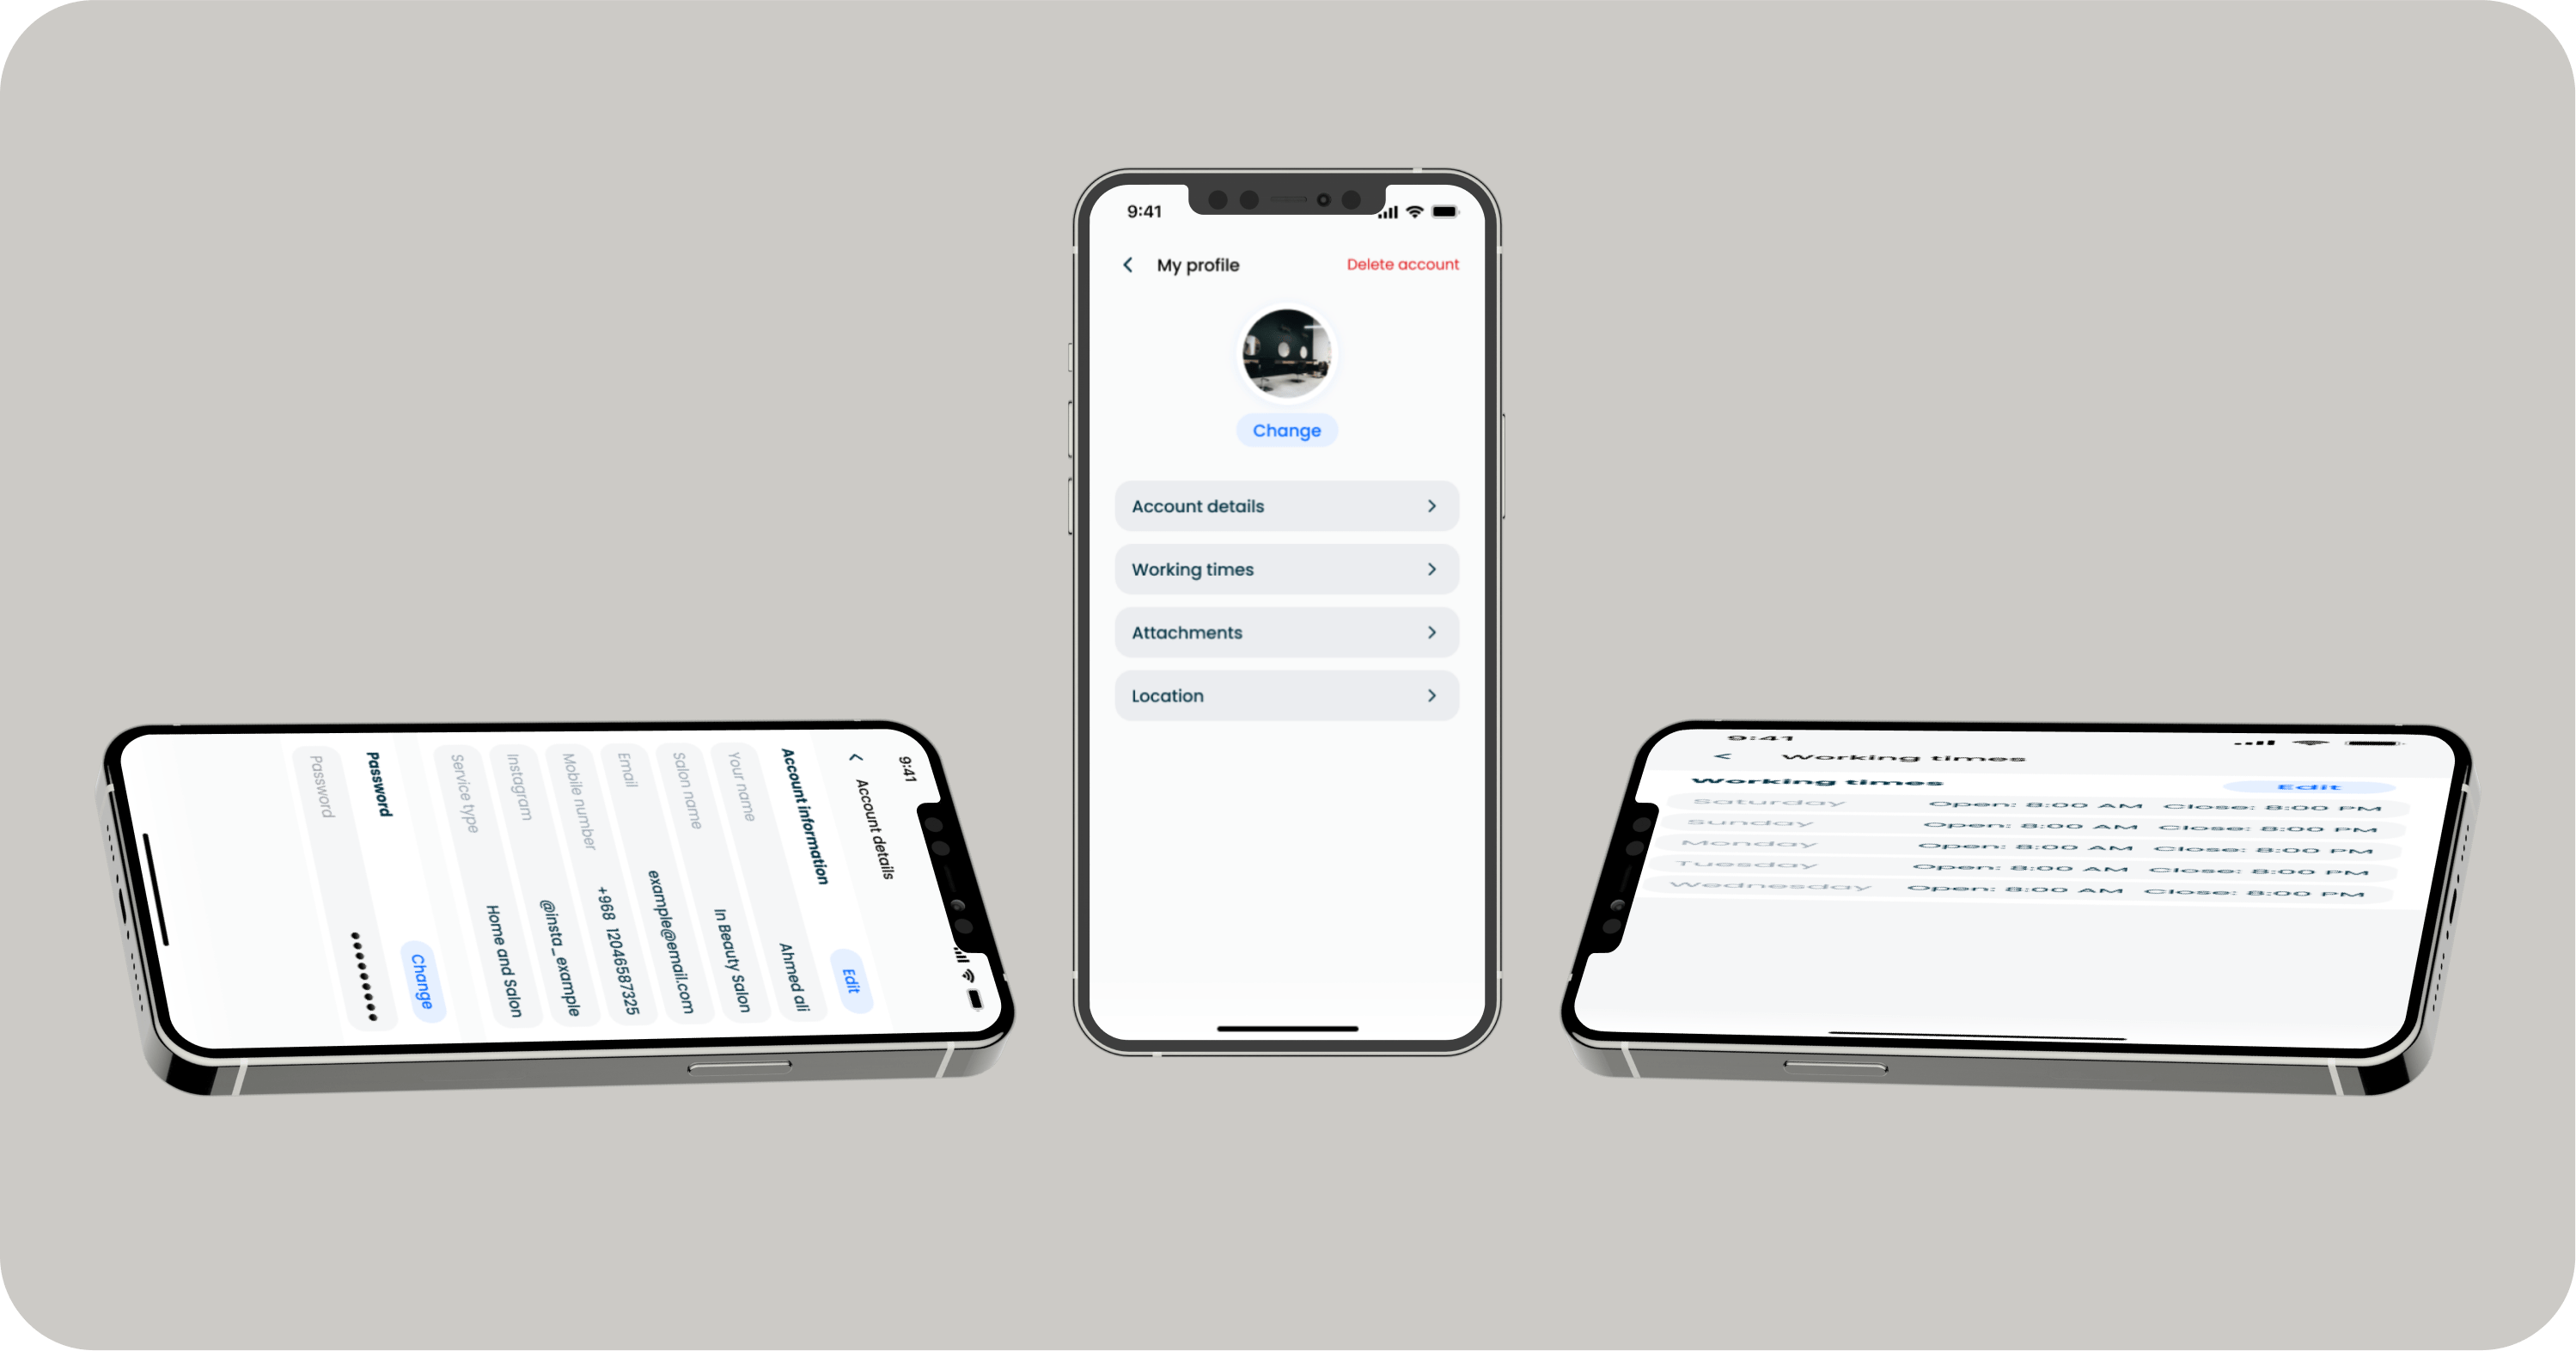 9:41
Account details
Account information Edit
Your name Ahmed ali
Salon name In Beauty Salon
Email example@email.com
Mobile number +968 12046587325
Instagram @insta_example
Service type Home and Salon
Password Change
Password ●●●●●●●●●
9:41
My profile Delete account
Change
Account details
Working times
Attachments
Location
9:41
Working times
Working times Edit
Saturday Open: 8:00 AM Close: 8:00 PM
Sunday Open: 8:00 AM Close: 8:00 PM
Monday Open: 8:00 AM Close: 8:00 PM
Tuesday Open: 8:00 AM Close: 8:00 PM
Wednesday Open: 8:00 AM Close: 8:00 PM